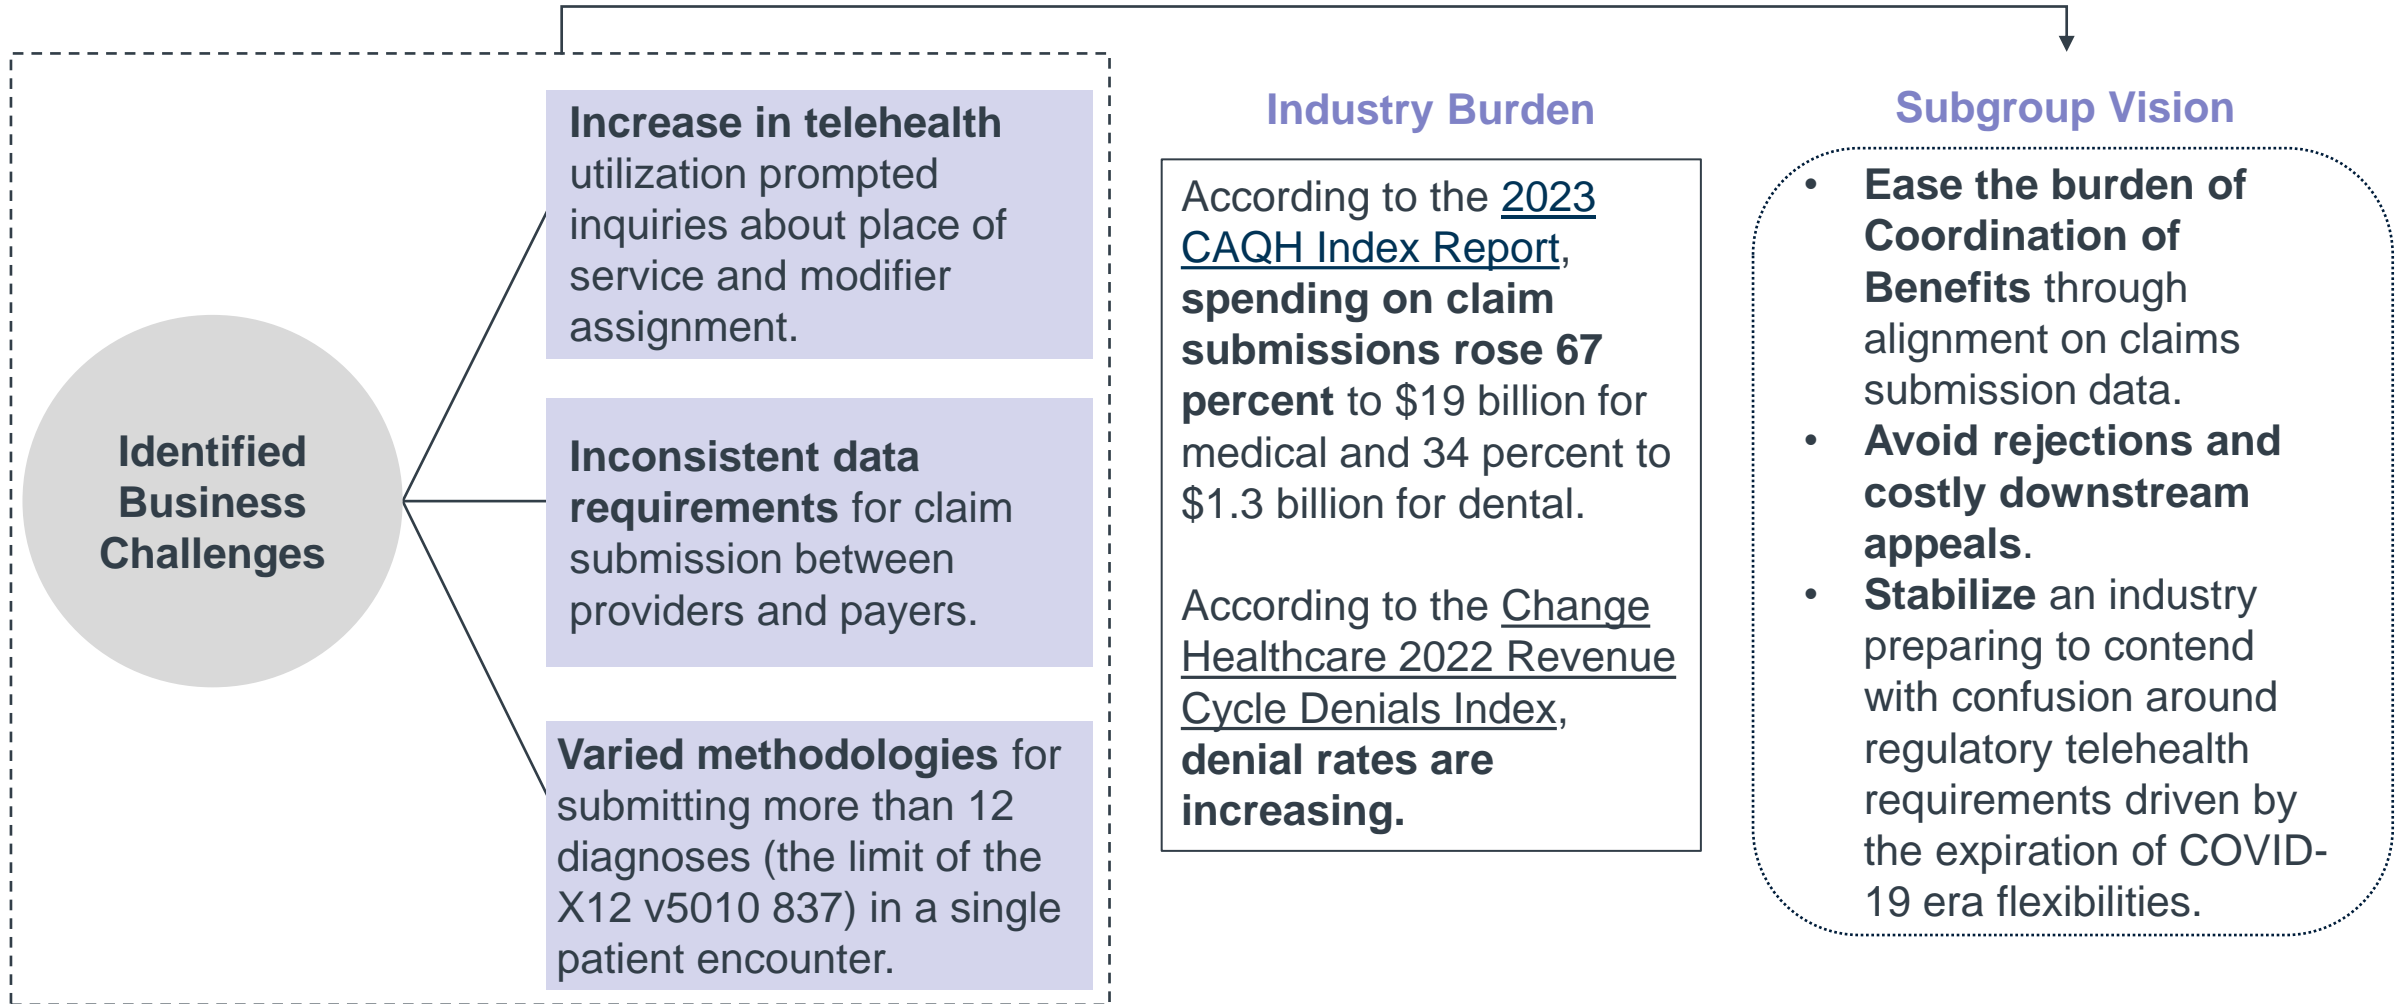 Identified
Business
Challenges
Increase in telehealth
utilization prompted
inquiries about place of
service and modifier
assignment.
Inconsistent data
requirements for claim
submission between
providers and payers.
Varied methodologies for
submitting more than 12
diagnoses (the limit of the
X12 v5010 837) in a single
patient encounter.
Industry Burden
According to the 2023
CAQH Index Report,
spending on claim
submissions rose 67
percent to $19 billion for
medical and 34 percent to
$1.3 billion for dental.
According to the Change
Healthcare 2022 Revenue
Cycle Denials Index,
denial rates are
increasing.
Subgroup Vision
• Ease the burden of
Coordination of
Benefits through
alignment on claims
submission data.
• Avoid rejections and
costly downstream
appeals.
• Stabilize an industry
preparing to contend
with confusion around
regulatory telehealth
requirements driven by
the expiration of COVID-
19 era flexibilities.